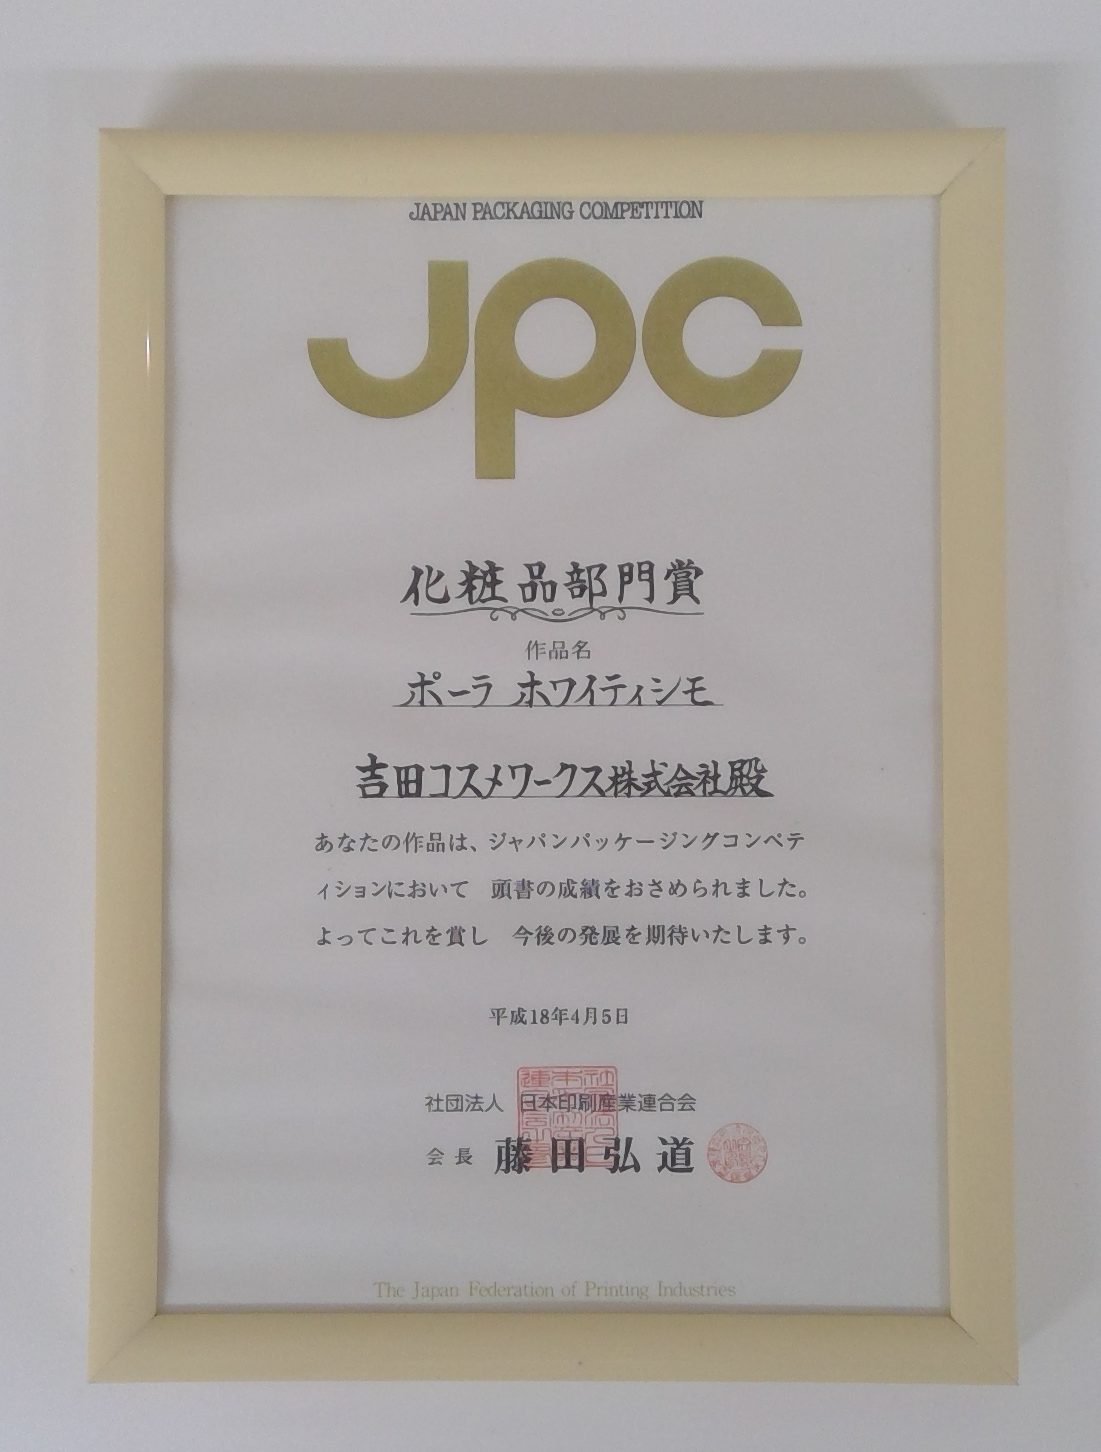 JAPAN PACKAGING COMPETITION
JPC
化粧品部門賞
作品名
ポーラ ホワイティシモ
吉田コスメワークス株式会社殿
あなたの作品は、ジャパンパッケージングコンペテ
ィションにおいて　頭書の成績をおさめられました。
よってこれを賞し　今後の発展を期待いたします。
平成18年4月5日
社団法人 日本印刷産業連合会
会長 藤田弘道
The Japan Federation of Printing Industries